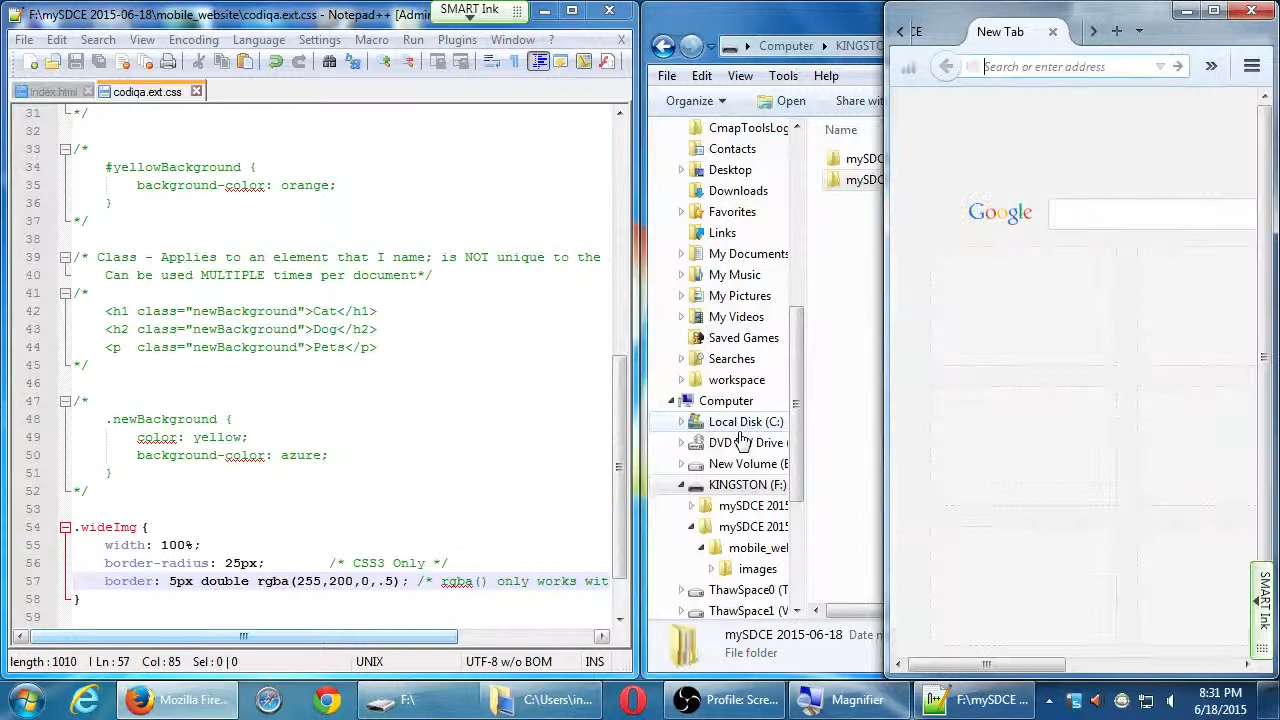 F:\mySDCE 2015-06-18\mobile_website\codiqa.ext.css - Notepad++ [Admi
SMART Ink
File Edit Search View Encoding Language Settings Macro Run Plugins Window ? X
index.html codiqa.ext.css
31 */
32
33 /*
34 #yellowBackground {
35 background-color: orange;
36 }
37 */
38
39 /* Class - Applies to an element that I name; is NOT unique to the
40 Can be used MULTIPLE times per document*/
41 /*
42 <h1 class="newBackground">Cat</h1>
43 <h2 class="newBackground">Dog</h2>
44 <p class="newBackground">Pets</p>
45 */
46
47 /*
48 .newBackground {
49 color: yellow;
50 background-color: azure;
51 }
52 */
53
54 .wideImg {
55 width: 100%;
56 border-radius: 25px; /* CSS3 Only */
57 border: 5px double rgba(255,200,0,.5); /* rgba() only works wit
58 }
59
length : 1010 Ln : 57 Col : 85 Sel : 0 | 0 UNIX UTF-8 w/o BOM INS
Computer KINGSTO
File Edit View Tools Help
Organize Open Share wit
CmapToolsLog
Contacts
Desktop
Downloads
Favorites
Links
My Documents
My Music
My Pictures
My Videos
Saved Games
Searches
workspace
Computer
Local Disk (C:)
DVD Drive (
New Volume (E
KINGSTON (F:)
mySDCE 2015
mySDCE 2015
mobile_we
images
ThawSpace0 (T
ThawSpace1 (V
Name
mySDC
mySDC
mySDCE 2015-06-18 Date m
File folder
CE New Tab
Search or enter address
Google
SMART Ink
Mozilla Fire... F:\ C:\Users\in... Profile: Scre... Magnifier F:\mySDCE ... 8:31 PM
6/18/2015